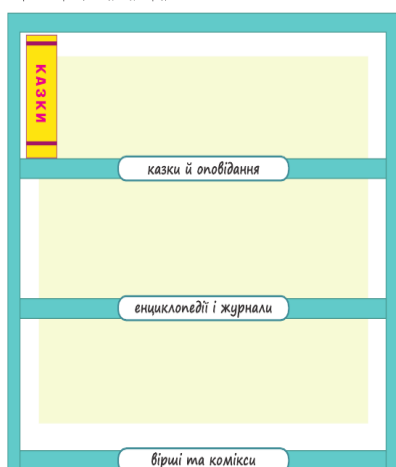 КАЗКИ
казки й оповідання
енциклопедії і журнали
вірші та комікси